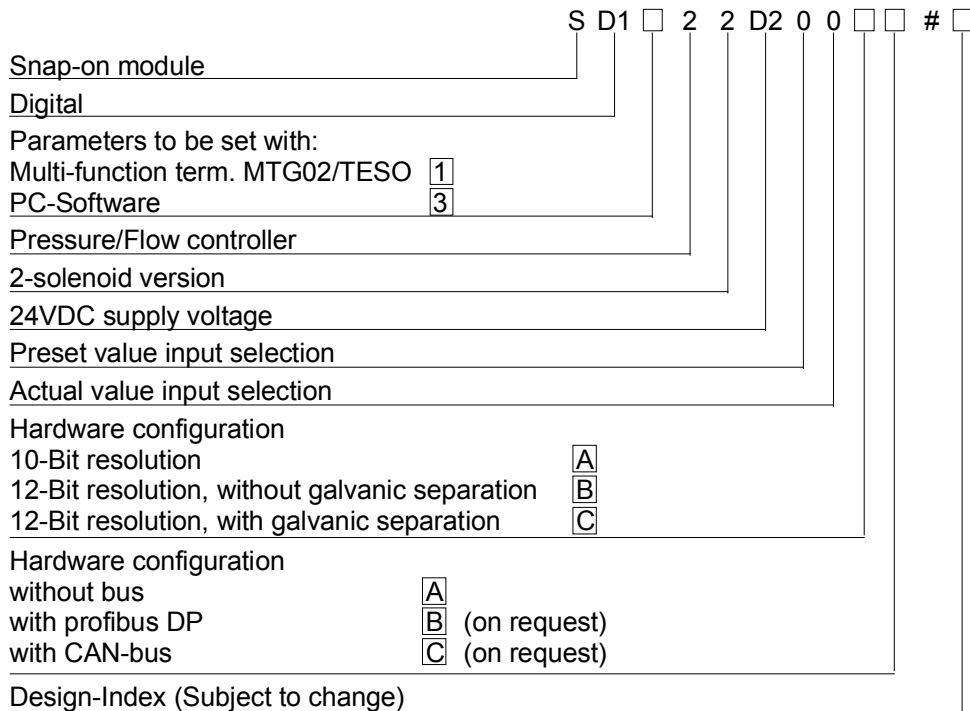 S D1 □ 2 2 D2 0 0 □ □ # □
Snap-on module
Digital
Parameters to be set with:
Multi-function term. MTG02/TESO 1
PC-Software 3
Pressure/Flow controller
2-solenoid version
24VDC supply voltage
Preset value input selection
Actual value input selection
Hardware configuration
10-Bit resolution A
12-Bit resolution, without galvanic separation B
12-Bit resolution, with galvanic separation C
Hardware configuration
without bus A
with profibus DP B (on request)
with CAN-bus C (on request)
Design-Index (Subject to change)